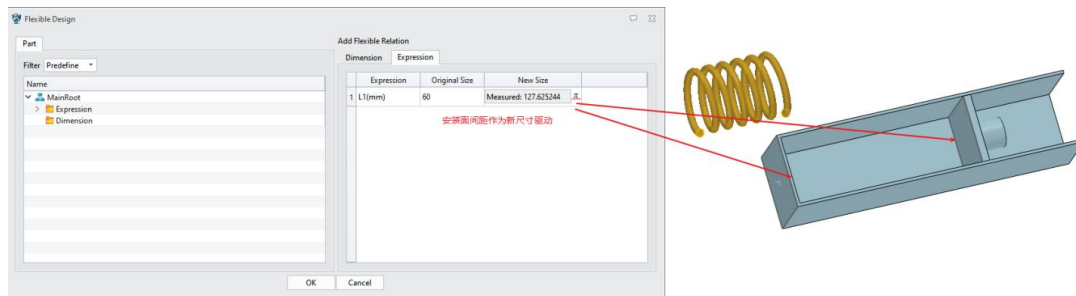 Flexible Design
Part
Filter Predefine
Name
MainRoot
Expression
Dimension
Add Flexible Relation
Dimension Expression
Expression Original Size New Size
1 L1(mm) 60 Measured: 127.625244
安装面间距作为新尺寸驱动
OK Cancel